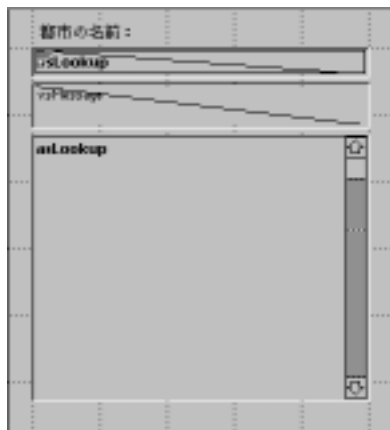 都市の名前：
vsLookup
vsMessage
asLookup